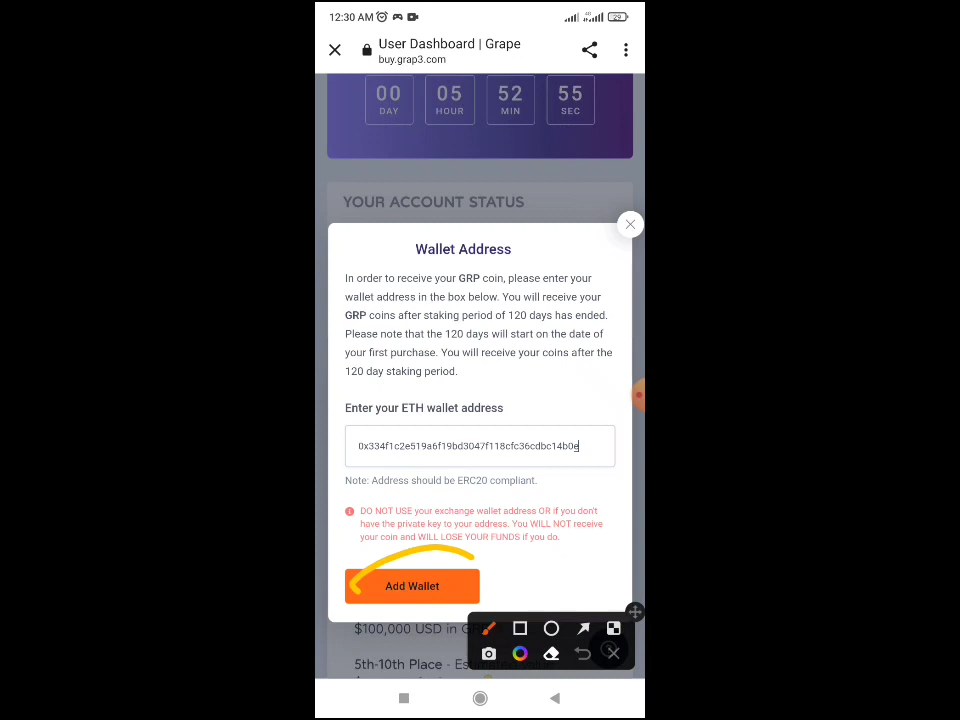 12:30 AM
4G
29
User Dashboard | Grape
buy.grap3.com
00 05 52 55
DAY HOUR MIN SEC
YOUR ACCOUNT STATUS
Wallet Address
In order to receive your GRP coin, please enter your
wallet address in the box below. You will receive your
GRP coins after staking period of 120 days has ended.
Please note that the 120 days will start on the date of
your first purchase. You will receive your coins after the
120 day staking period.
Enter your ETH wallet address
0x334f1c2e519a6f19bd3047f118cfc36cdbc14b0e
Note: Address should be ERC20 compliant.
DO NOT USE your exchange wallet address OR if you don't
have the private key to your address. You WILL NOT receive
your coin and WILL LOSE YOUR FUNDS if you do.
Add Wallet
$100,000 USD in GR
5th-10th Place - Estim